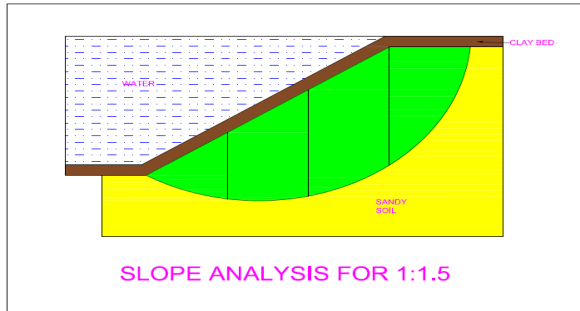 CLAY BED
WATER
SANDY
SOIL
SLOPE ANALYSIS FOR 1:1.5